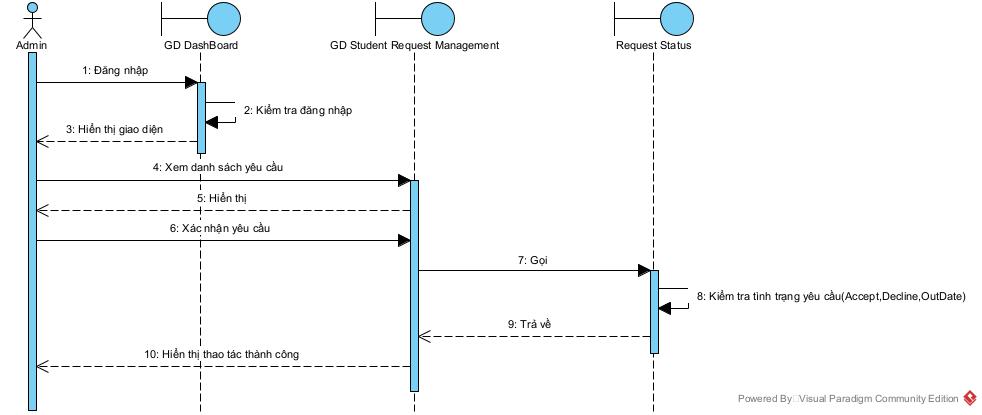 Admin
GD DashBoard
GD Student Request Management
Request Status
1: Đăng nhập
2: Kiểm tra đăng nhập
3: Hiển thị giao diện
4: Xem danh sách yêu cầu
5: Hiển thị
6: Xác nhận yêu cầu
7: Gọi
8: Kiểm tra tình trạng yêu cầu(Accept,Decline,OutDate)
9: Trả về
10: Hiển thị thao tác thành công
Powered By Visual Paradigm Community Edition